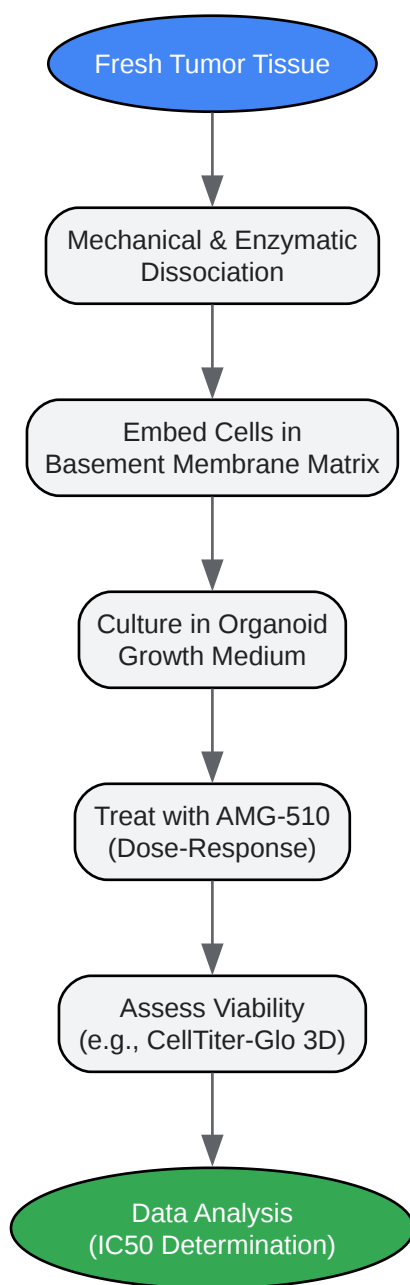 Fresh Tumor Tissue
Mechanical & Enzymatic
Dissociation
Embed Cells in
Basement Membrane Matrix
Culture in Organoid
Growth Medium
Treat with AMG-510
(Dose-Response)
Assess Viability
(e.g., CellTiter-Glo 3D)
Data Analysis
(IC50 Determination)